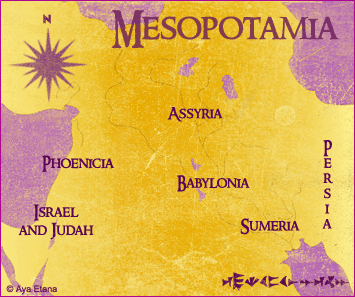 N
MESOPOTAMIA
ASSYRIA
PHOENICIA
BABYLONIA
PERSIA
ISRAEL
AND JUDAH
SUMERIA
© Aya Etana